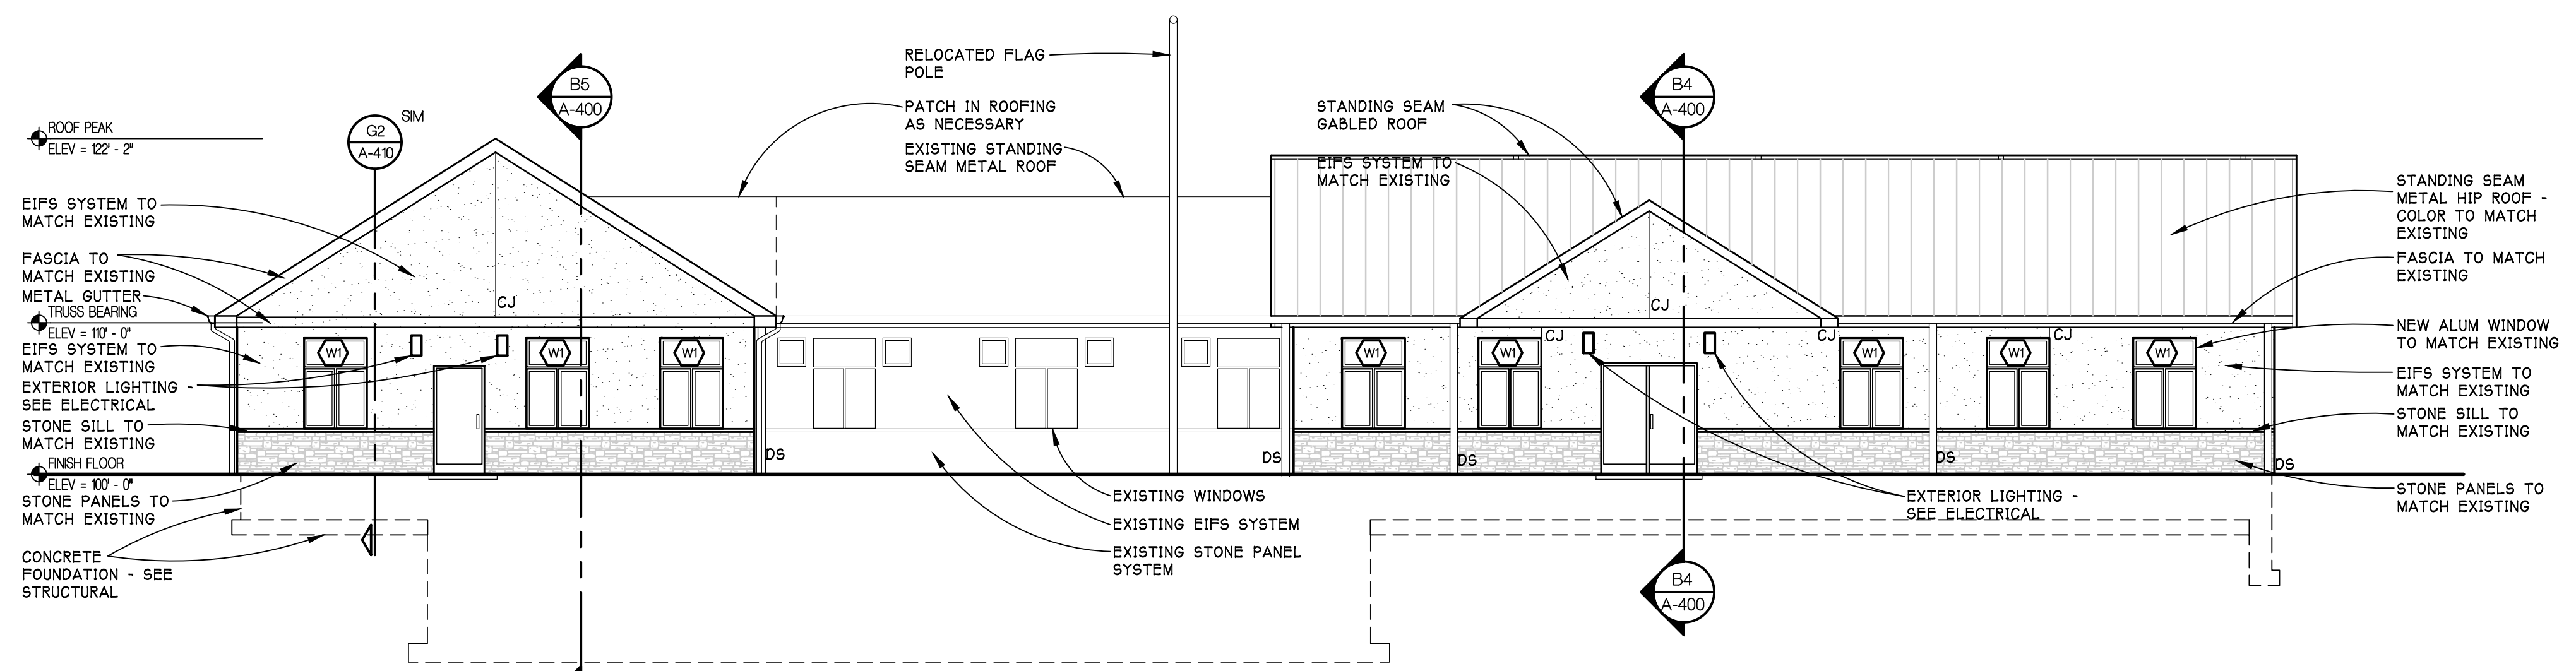 ROOF PEAK
ELEV = 122' - 2"
EIFS SYSTEM TO
MATCH EXISTING
FASCIA TO
MATCH EXISTING
METAL GUTTER
TRUSS BEARING
ELEV = 110' - 0"
EIFS SYSTEM TO
MATCH EXISTING
EXTERIOR LIGHTING -
SEE ELECTRICAL
STONE SILL TO
MATCH EXISTING
FINISH FLOOR
ELEV = 100' - 0"
STONE PANELS TO
MATCH EXISTING
CONCRETE
FOUNDATION - SEE
STRUCTURAL
G2
A-410
SIM
B5
A-400
CJ
W1
W1
W1
DS
RELOCATED FLAG
POLE
PATCH IN ROOFING
AS NECESSARY
EXISTING STANDING
SEAM METAL ROOF
EXISTING WINDOWS
EXISTING EIFS SYSTEM
EXISTING STONE PANEL
SYSTEM
STANDING SEAM
GABLED ROOF
EIFS SYSTEM TO
MATCH EXISTING
B4
A-400
CJ
CJ
CJ
CJ
W1
W1
W1
W1
W1
DS
DS
DS
DS
EXTERIOR LIGHTING -
SEE ELECTRICAL
B4
A-400
STANDING SEAM
METAL HIP ROOF -
COLOR TO MATCH
EXISTING
FASCIA TO MATCH
EXISTING
NEW ALUM WINDOW
TO MATCH EXISTING
EIFS SYSTEM TO
MATCH EXISTING
STONE SILL TO
MATCH EXISTING
STONE PANELS TO
MATCH EXISTING